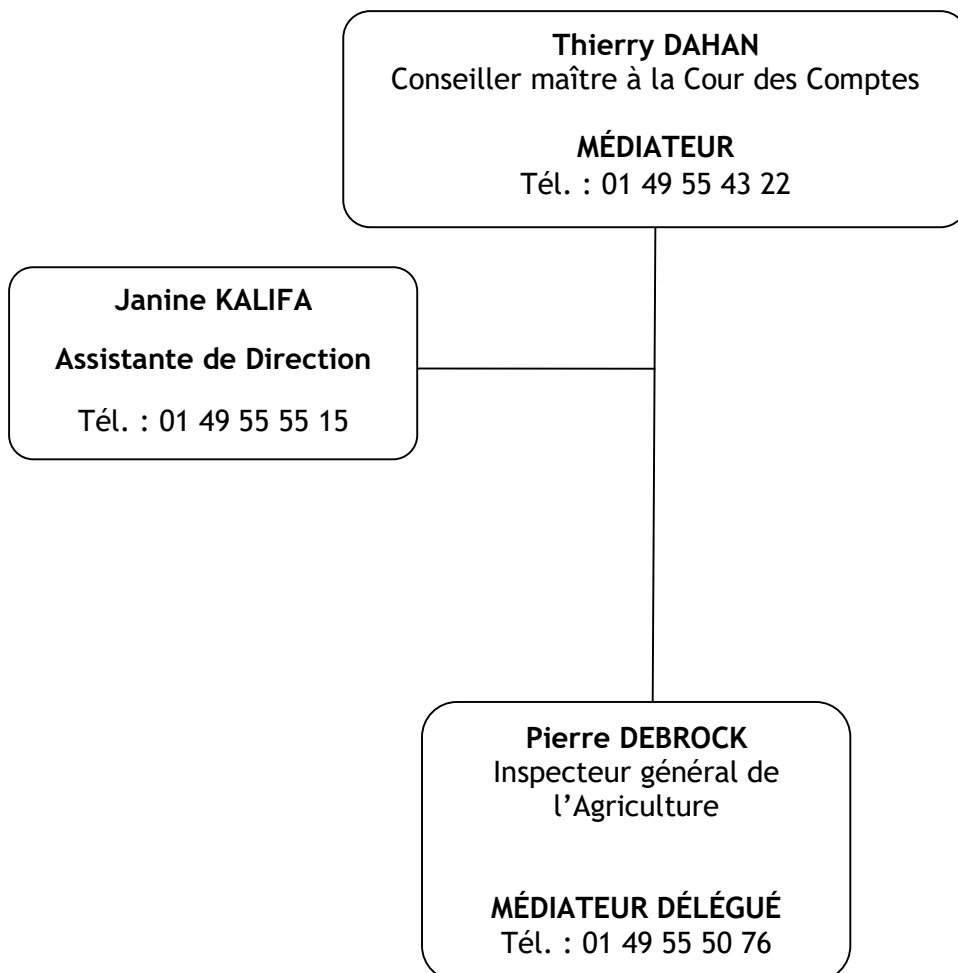 Thierry DAHAN
Conseiller maître à la Cour des Comptes
MÉDIATEUR
Tél. : 01 49 55 43 22
Janine KALIFA
Assistante de Direction
Tél. : 01 49 55 55 15
Pierre DEBROCK
Inspecteur général de
l’Agriculture
MÉDIATEUR DÉLÉGUÉ
Tél. : 01 49 55 50 76